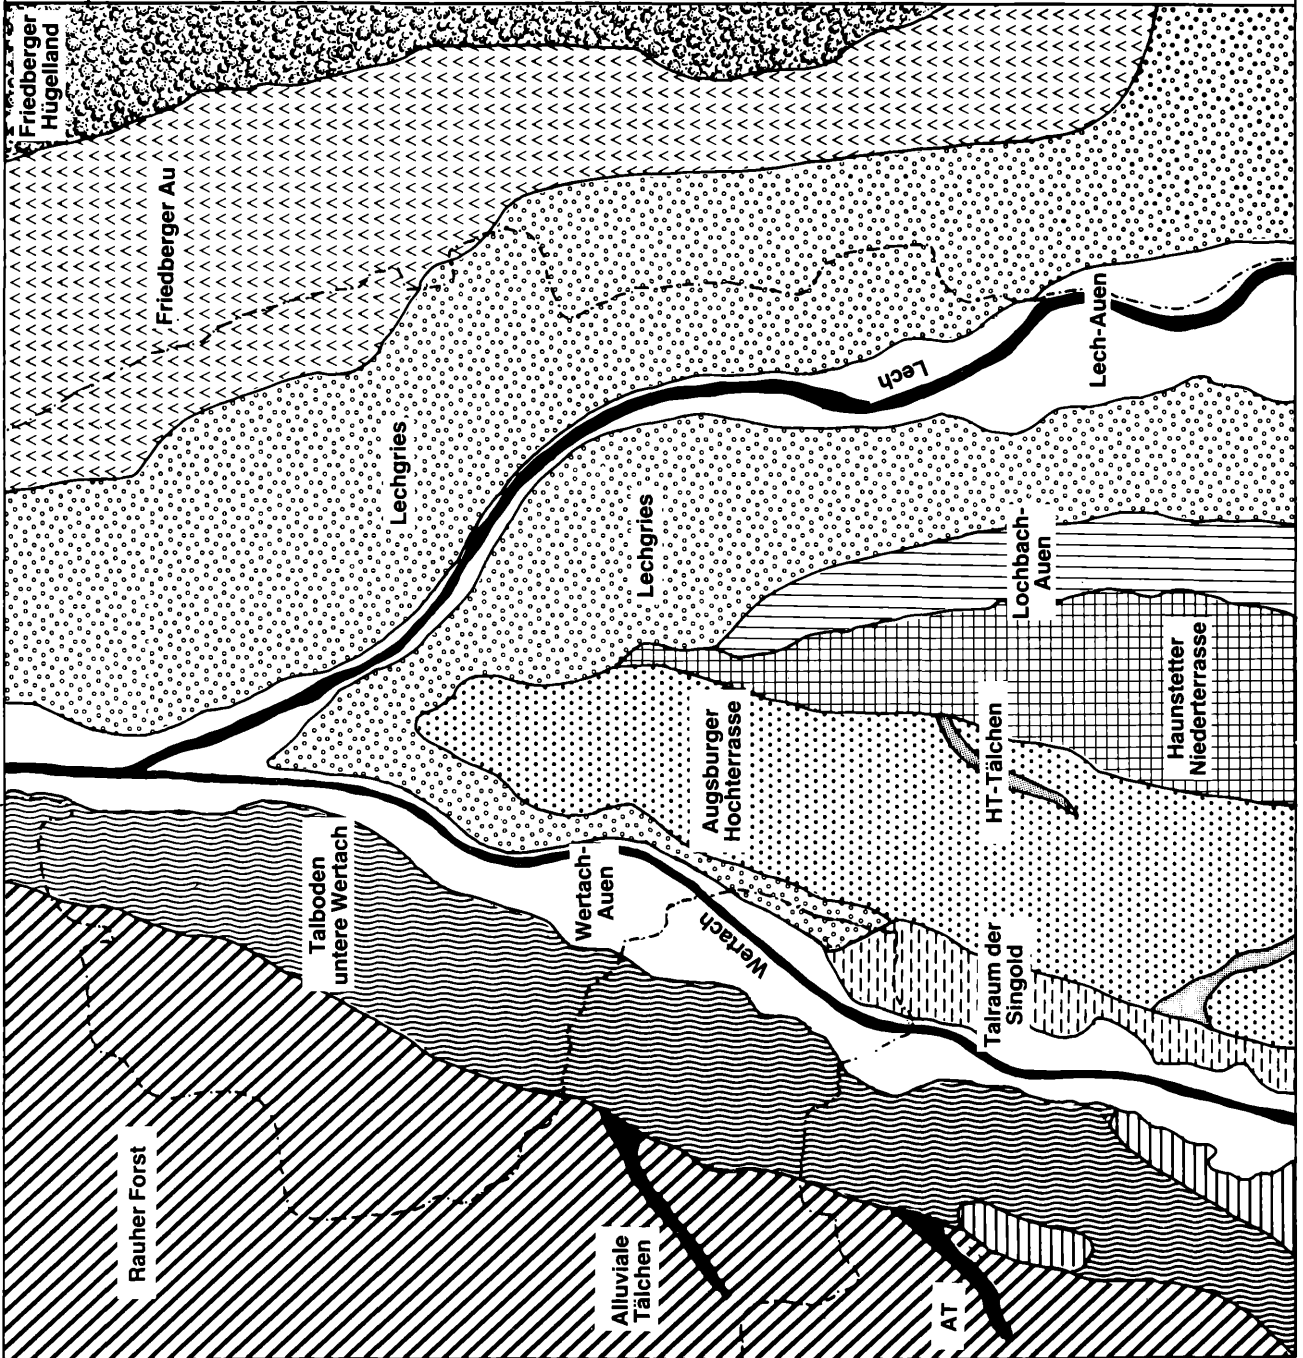 Friedberger
Hügelland
Friedberger Au
Lechgries
Lech
Lech-Auen
Lechgries
Lochbach-
Auen
Haunstetter
Niederterrasse
Augsburger
Hochterrasse
HT Tälchen
Talboden
untere Wertach
Wertach-
Auen
Wertach
Talraum der
Singold
Rauher Forst
Alluviale
Tälchen
AT